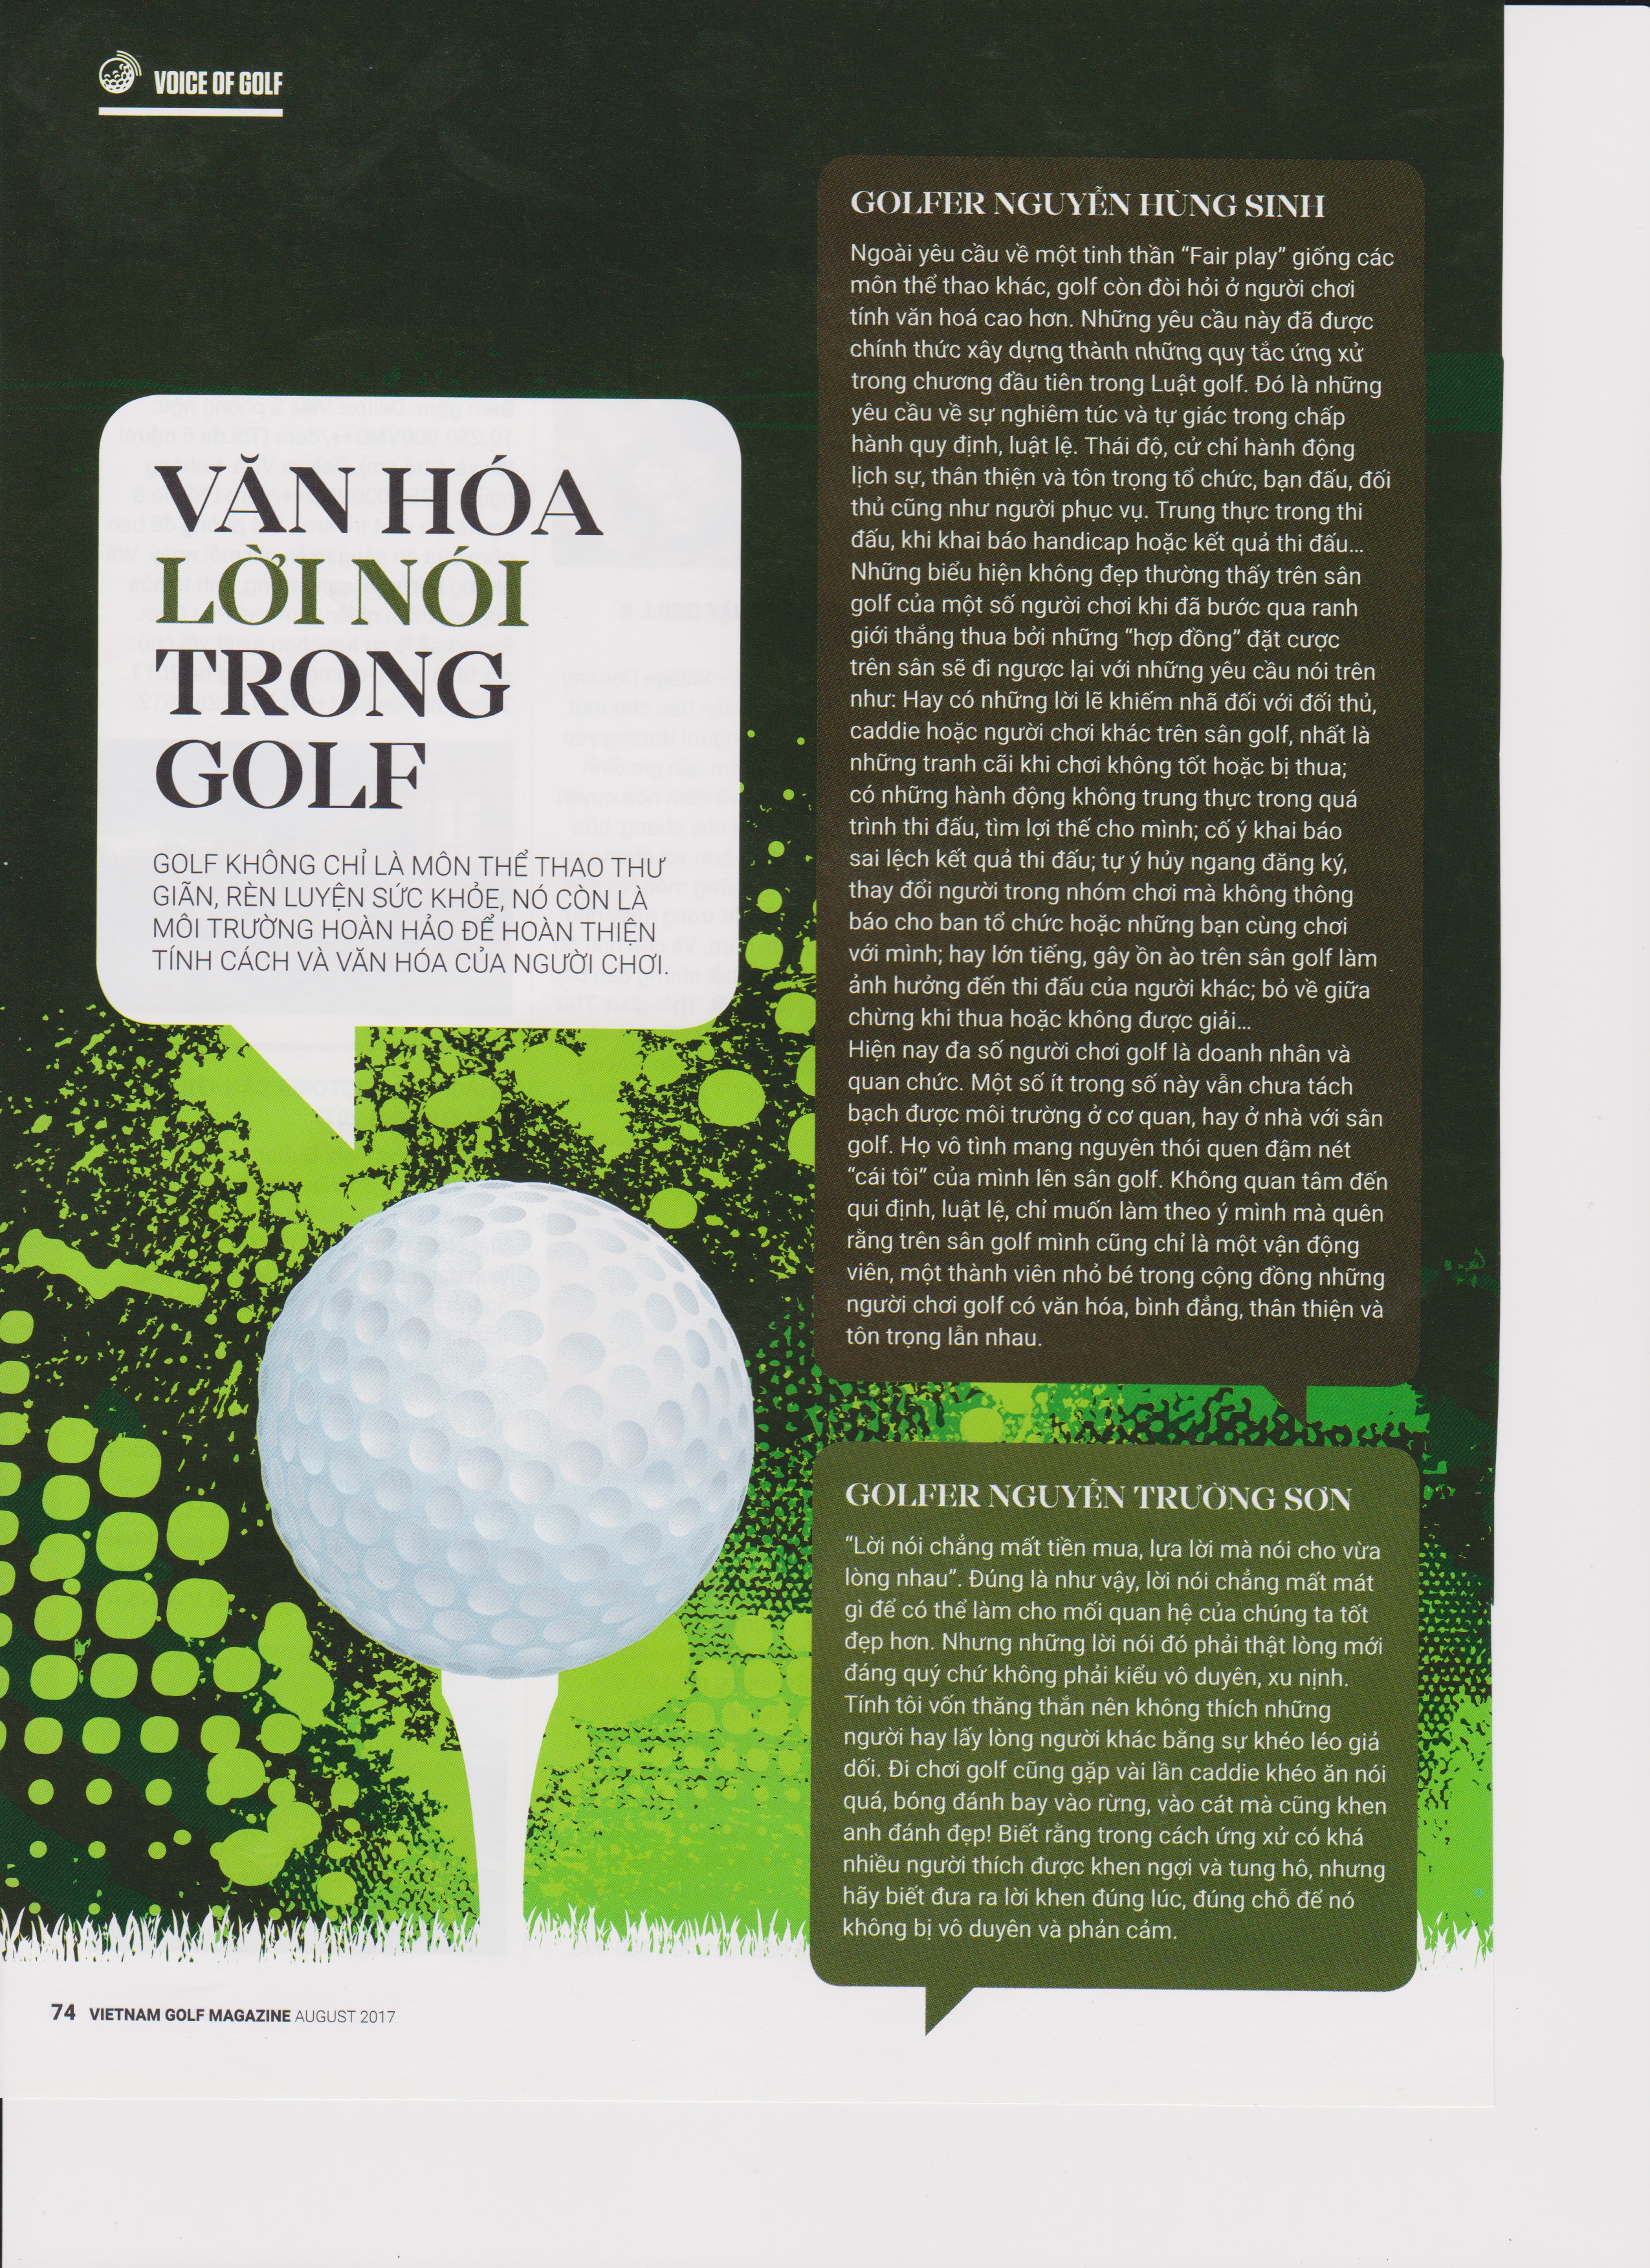 VOICE OF GOLF
VĂN HÓA
LỜI NÓI
TRONG
GOLF
GOLF KHÔNG CHỈ LÀ MÔN THỂ THAO THƯ
GIÃN, RÈN LUYỆN SỨC KHỎE, NÓ CÒN LÀ
MÔI TRƯỜNG HOÀN HẢO ĐỂ HOÀN THIỆN
TÍNH CÁCH VÀ VĂN HÓA CỦA NGƯỜI CHƠI.
GOLFER NGUYỄN HÙNG SINH
Ngoài yêu cầu về một tinh thần “Fair play” giống các
môn thể thao khác, golf còn đòi hỏi ở người chơi
tính văn hoá cao hơn. Những yêu cầu này đã được
chính thức xây dựng thành những quy tắc ứng xử
trong chương đầu tiên trong Luật golf. Đó là những
yêu cầu về sự nghiêm túc và tự giác trong chấp
hành quy định, luật lệ. Thái độ, cử chỉ hành động
lịch sự, thân thiện và tôn trọng tổ chức, bạn đấu, đối
thủ cũng như người phục vụ. Trung thực trong thi
đấu, khi khai báo handicap hoặc kết quả thi đấu...
Những biểu hiện không đẹp thường thấy trên sân
golf của một số người chơi khi đã bước qua ranh
giới thắng thua bởi những “hợp đồng” đặt cược
trên sân sẽ đi ngược lại với những yêu cầu nói trên
như: Hay có những lời lẽ khiếm nhã đối với đối thủ,
caddie hoặc người chơi khác trên sân golf, nhất là
những tranh cãi khi chơi không tốt hoặc bị thua;
có những hành động không trung thực trong quá
trình thi đấu, tìm lợi thế cho mình; cố ý khai báo
sai lệch kết quả thi đấu; tự ý hủy ngang đăng ký,
thay đổi người trong nhóm chơi mà không thông
báo cho ban tổ chức hoặc những bạn cùng chơi
với mình; hay lớn tiếng, gây ồn ào trên sân golf làm
ảnh hưởng đến thi đấu của người khác; bỏ về giữa
chừng khi thua hoặc không được giải...
Hiện nay đa số người chơi golf là doanh nhân và
quan chức. Một số ít trong số này vẫn chưa tách
bạch được môi trường ở cơ quan, hay ở nhà với sân
golf. Họ vô tình mang nguyên thói quen đậm nét
“cái tôi” của mình lên sân golf. Không quan tâm đến
qui định, luật lệ, chỉ muốn làm theo ý mình mà quên
rằng trên sân golf mình cũng chỉ là một vận động
viên, một thành viên nhỏ bé trong cộng đồng những
người chơi golf có văn hóa, bình đẳng, thân thiện và
tôn trọng lẫn nhau.
GOLFER NGUYỄN TRƯỜNG SƠN
“Lời nói chẳng mất tiền mua, lựa lời mà nói cho vừa
lòng nhau”. Đúng là như vậy, lời nói chẳng mất mát
gì để có thể làm cho mối quan hệ của chúng ta tốt
đẹp hơn. Nhưng những lời nói đó phải thật lòng mới
đáng quý chứ không phải kiểu vô duyên, xu nịnh.
Tính tôi vốn thăng thắn nên không thích những
người hay lấy lòng người khác bằng sự khéo léo giả
dối. Đi chơi golf cũng gặp vài lần caddie khéo ăn nói
quá, bóng đánh bay vào rừng, vào cát mà cũng khen
anh đánh đẹp! Biết rằng trong cách ứng xử có khá
nhiều người thích được khen ngợi và tung hô, nhưng
hãy biết đưa ra lời khen đúng lúc, đúng chỗ để nó
không bị vô duyên và phản cảm.
74 VIETNAM GOLF MAGAZINE AUGUST 2017